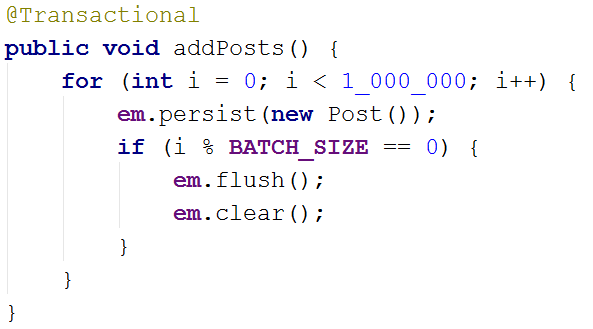 @Transactional
public void addPosts() {
    for (int i = 0; i < 1_000_000; i++) {
        em.persist(new Post());
        if (i % BATCH_SIZE == 0) {
            em.flush();
            em.clear();
        }
    }
}